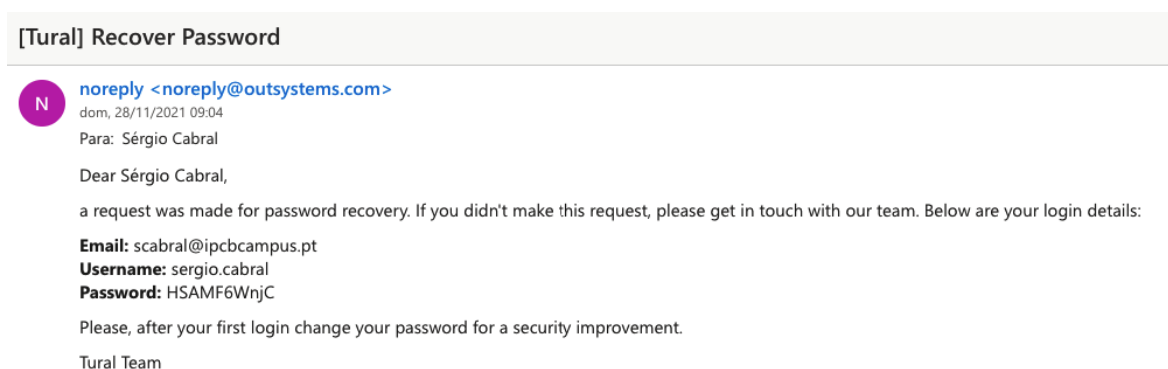 [Tural] Recover Password
N
noreply <noreply@outsystems.com>
dom, 28/11/2021 09:04
Para: Sérgio Cabral
Dear Sérgio Cabral,
a request was made for password recovery. If you didn't make this request, please get in touch with our team. Below are your login details:
Email: scabral@ipcbcampus.pt
Username: sergio.cabral
Password: HSAMF6WnjC
Please, after your first login change your password for a security improvement.
Tural Team